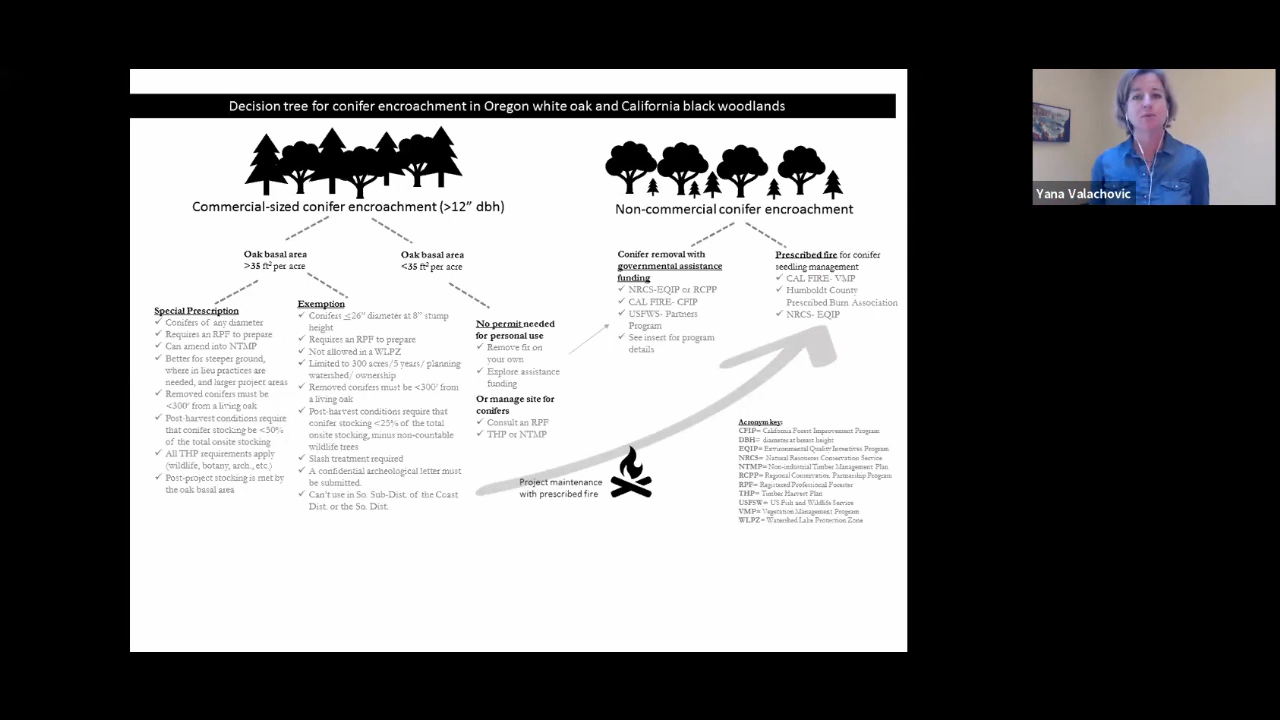 Decision tree for conifer encroachment in Oregon white oak and California black woodlands
Commercial-sized conifer encroachment (>12" dbh)
Oak basal area
>35 ft² per acre
Oak basal area
<35 ft² per acre
Special Prescription
✓ Conifers of any diameter
✓ Requires an RPF to prepare
✓ Can amend into NTMP
✓ Better for steeper ground,
where in lieu practices are
needed, and larger project areas
✓ Removed conifers must be
<300' from a living oak
✓ Post-harvest conditions require
that conifer stocking be <50%
of the total onsite stocking
✓ All THP requirements apply
(wildlife, botany, arch., etc.)
✓ Post-project stocking is met by
the oak basal area
Exemption
✓ Conifers ≤26" diameter at 8" stump
height
✓ Requires an RPF to prepare
✓ Not allowed in a WLPZ
✓ Limited to 300 acres/5 years/ planning
watershed/ ownership
✓ Removed conifers must be <300' from
a living oak
✓ Post-harvest conditions require that
conifer stocking <25% of the total
onsite stocking, minus non-countable
wildlife trees
✓ Slash treatment required
✓ A confidential archeological letter must
be submitted.
✓ Can't use in So. Sub-Dist. of the Coast
Dist. or the So. Dist.
No permit needed
for personal use
✓ Remove fir on
your own
✓ Explore assistance
funding
Or manage site for
conifers
✓ Consult an RPF
✓ THP or NTMP
Project maintenance
with prescribed fire
Non-commercial conifer encroachment
Conifer removal with
governmental assistance
funding
✓ NRCS-EQIP or RCPP
✓ CAL FIRE- CFIP
✓ USFWS- Partners
Program
✓ See insert for program
details
Prescribed fire for conifer
seedling management
✓ CAL FIRE- VMP
✓ Humboldt County
Prescribed Burn Association
✓ NRCS- EQIP
Acronym key:
CFIP= California Forest Improvement Program
DBH= diameter at breast height
EQIP= Environmental Quality Incentives Program
NRCS= Natural Resources Conservation Service
NTMP= Non-industrial Timber Management Plan
RCPP= Regional Conservation Partnership Program
RPF= Registered Professional Forester
THP= Timber Harvest Plan
USFSW= US Fish and Wildlife Service
VMP= Vegetation Management Program
WLPZ= Watershed Lake Protection Zone
Yana Valachovic